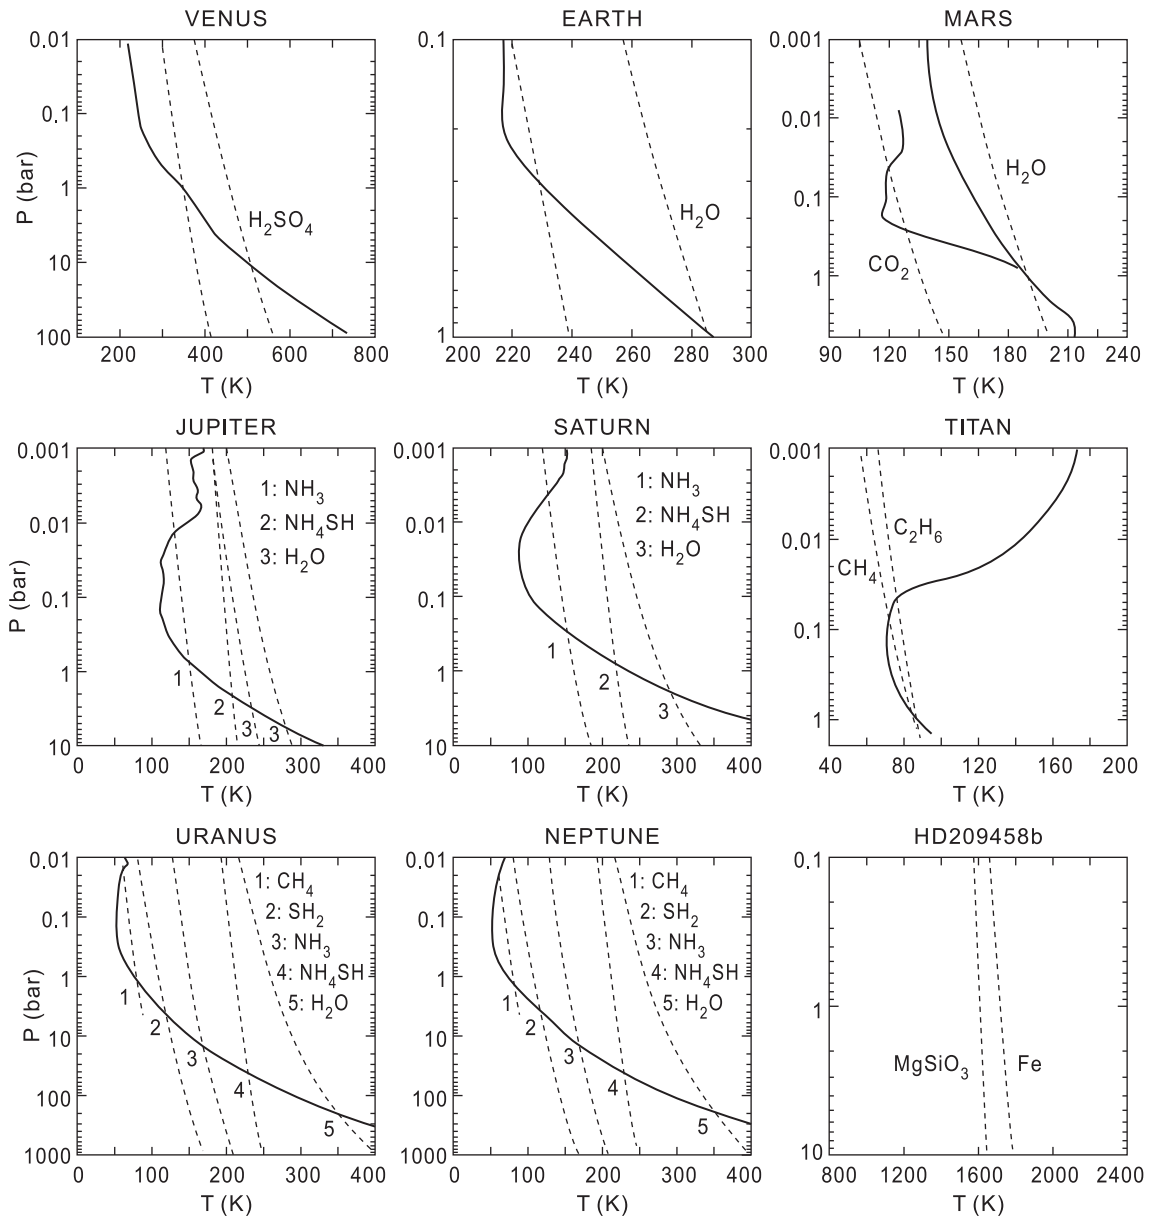 VENUS EARTH MARS
0.01 0.1 0.001
0.1 0.01
H₂O
P (bar) 1 H₂SO₄ H₂O 0.1
10 CO₂ 1
100 1
200 400 600 800 200 220 240 260 280 300 90 120 150 180 210 240
T (K) T (K) T (K)
JUPITER SATURN TITAN
0.001 0.001 0.001
1: NH₃ 1: NH₃
0.01 2: NH₄SH 0.01 2: NH₄SH 0.01 C₂H₆
3: H₂O 3: H₂O CH₄
P (bar) 0.1 0.1 0.1
1 1 2 3 3 1 1 2 3 1
10 10
0 100 200 300 400 0 100 200 300 400 40 80 120 160 200
T (K) T (K) T (K)
URANUS NEPTUNE HD209458b
0.01 0.01 0.1
1: CH₄ 1: CH₄
0.1 2: SH₂ 0.1 2: SH₂
3: NH₃ 3: NH₃
1 4: NH₄SH 1 4: NH₄SH
5: H₂O 5: H₂O 1
P (bar) 1 2 3 4 5 1 2 3 4 5
10 10 MgSiO₃ Fe
100 100
1000 1000 10
0 100 200 300 400 0 100 200 300 400 800 1200 1600 2000 2400
T (K) T (K) T (K)